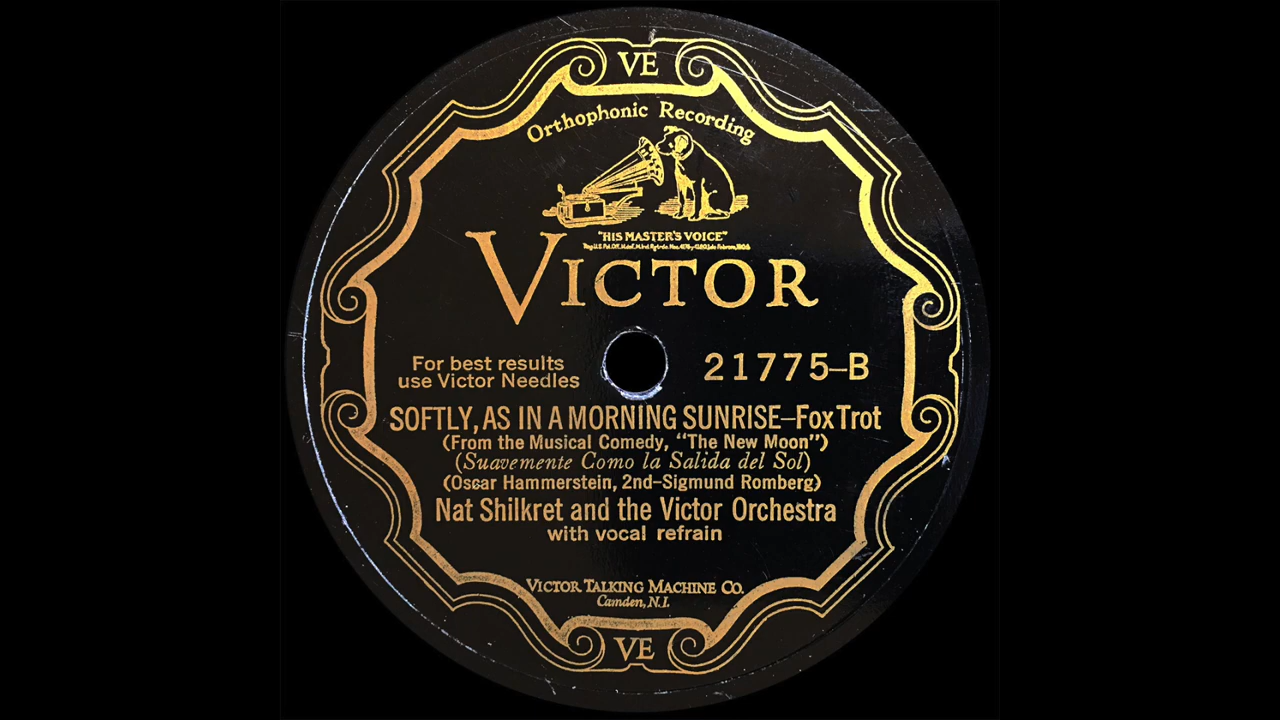 VE
Orthophonic Recording
"HIS MASTER'S VOICE"
VICTOR
For best results
use Victor Needles
21775-B
SOFTLY, AS IN A MORNING SUNRISE—Fox Trot
(From the Musical Comedy, "The New Moon")
(Suavemente Como la Salida del Sol)
(Oscar Hammerstein, 2nd-Sigmund Romberg)
Nat Shilkret and the Victor Orchestra
with vocal refrain
VICTOR TALKING MACHINE CO.
Camden, N.J.
VE